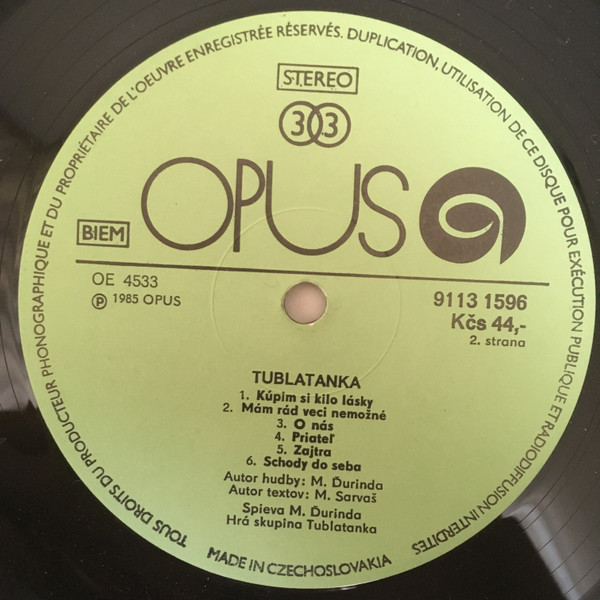 TOUS DROITS DU PRODUCTEUR PHONOGRAPHIQUE ET DU PROPRIÉTAIRE DE L'OEUVRE ENREGISTRÉE RÉSERVÉS. DUPLICATION, UTILISATION DE CE DISQUE POUR EXÉCUTION PUBLIQUE ET RADIODIFFUSION INTERDITES
STEREO
33
OPUS
BIEM
OE 4533
Ⓟ 1985 OPUS
9113 1596
Kčs 44,-
2. strana
TUBLATANKA
1. Kúpim si kilo lásky
2. Mám rád veci nemožné
3. O nás
4. Priateľ
5. Zajtra
6. Schody do seba
Autor hudby: M. Ďurinda
Autor textov: M. Sarvaš
Spieva M. Ďurinda
Hrá skupina Tublatanka
MADE IN CZECHOSLOVAKIA